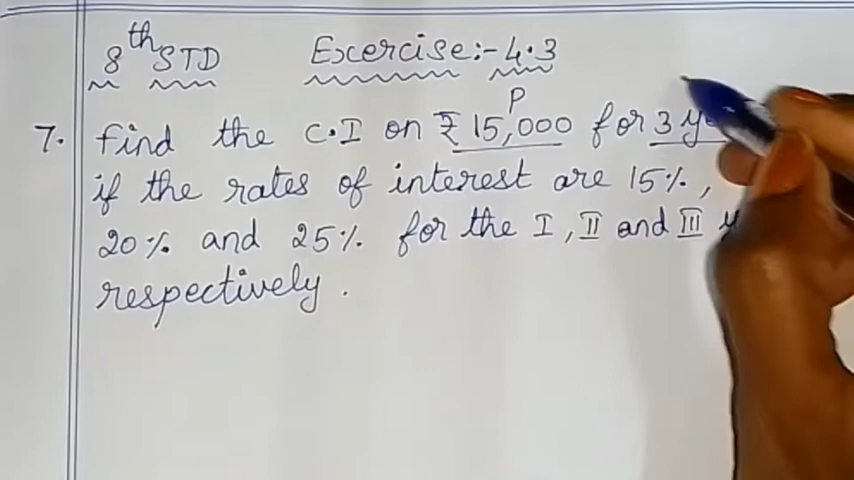 8th STD Exercise:- 4.3
P
7. find the C.I on ₹ 15,000 for 3
if the rates of interest are 15%,
20% and 25% for the I, II and III
respectively.